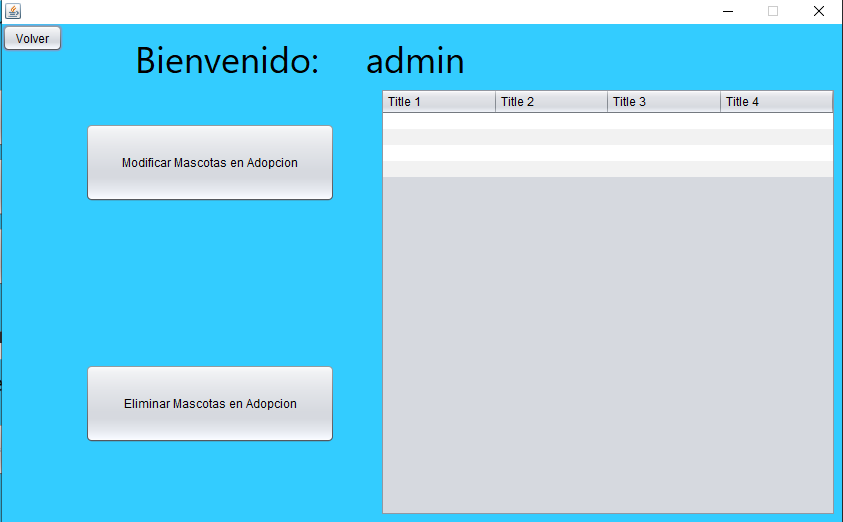 Volver
Bienvenido: admin
Title 1 Title 2 Title 3 Title 4
Modificar Mascotas en Adopcion
Eliminar Mascotas en Adopcion